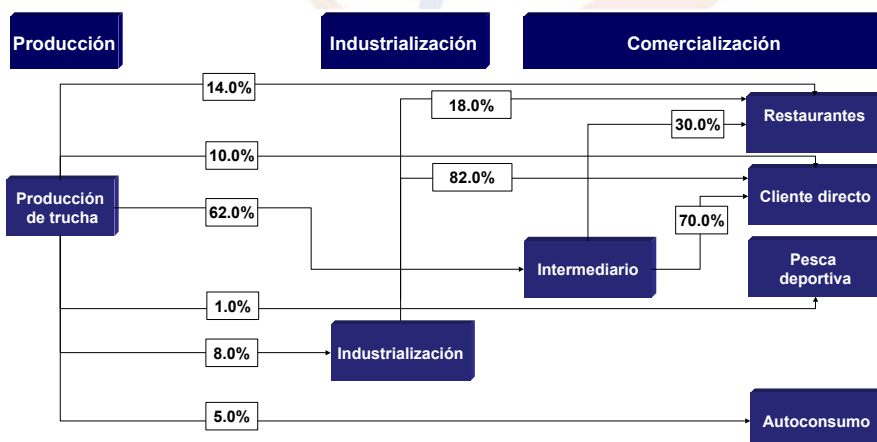 Producción
Industrialización
Comercialización
14.0%
18.0%
Restaurantes
30.0%
10.0%
82.0%
Producción
de trucha
Cliente directo
62.0%
70.0%
Intermediario
Pesca
deportiva
1.0%
8.0%
Industrialización
5.0%
Autoconsumo